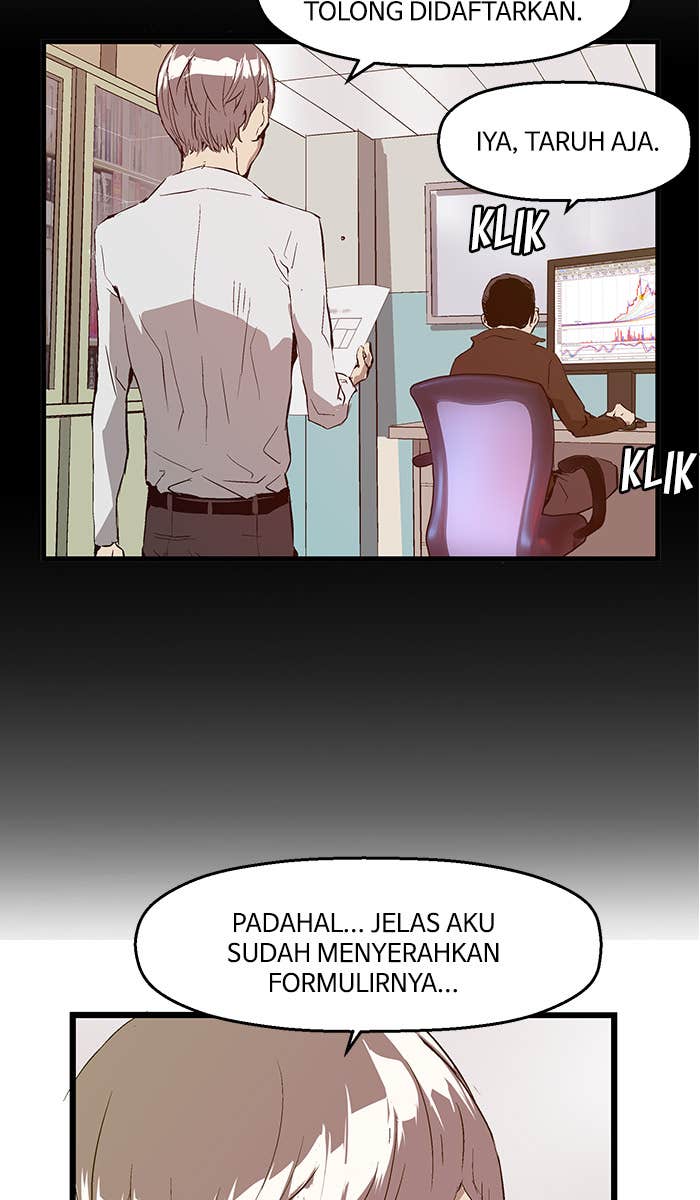 TOLONG DIDAFTARKAN.
IYA, TARUH AJA.
KLIK
KLIK
PADAHAL... JELAS AKU
SUDAH MENYERAHKAN
FORMULIRNYA...